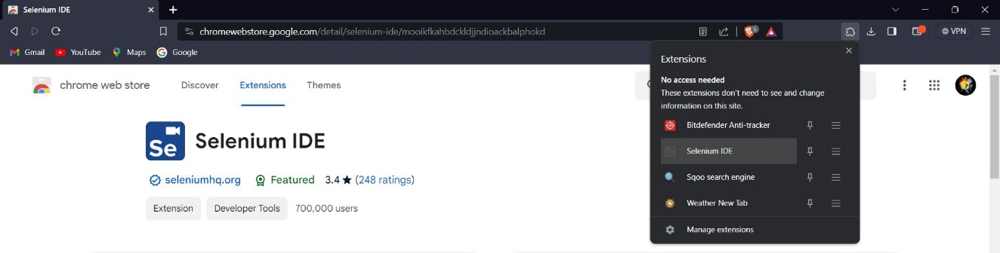 Selenium IDE
chromewebstore.google.com/detail/selenium-ide/mooikfkahbdckldjjndioackbalphokd
5
VPN
Gmail YouTube Maps Google
chrome web store Discover Extensions Themes
Se
Selenium IDE
seleniumhq.org Featured 3.4 (248 ratings)
Extension Developer Tools 700,000 users
Extensions
No access needed
These extensions don't need to see and change
information on this site.
Bitdefender Anti-tracker
Selenium IDE
Sqoo search engine
Weather New Tab
Manage extensions